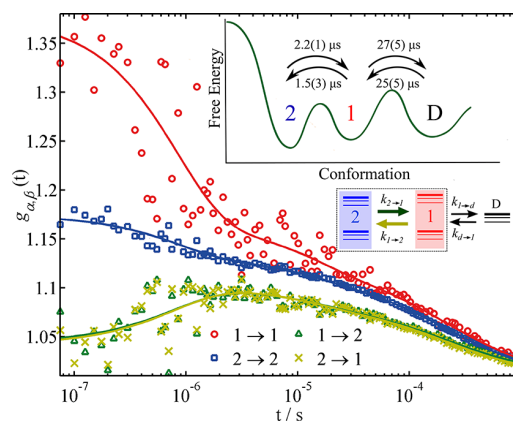 1.35
1.3
1.25
1.2
1.15
1.1
1.05
g_{α,β}(t)
10^{-7}
10^{-6}
10^{-5}
10^{-4}
t / s
1 → 1
1 → 2
2 → 2
2 → 1
Free Energy
Conformation
2.2(1) μs
27(5) μs
1.5(3) μs
25(5) μs
2
1
D
2
k_{2→1}
k_{1→2}
1
k_{1→d}
k_{d→1}
D